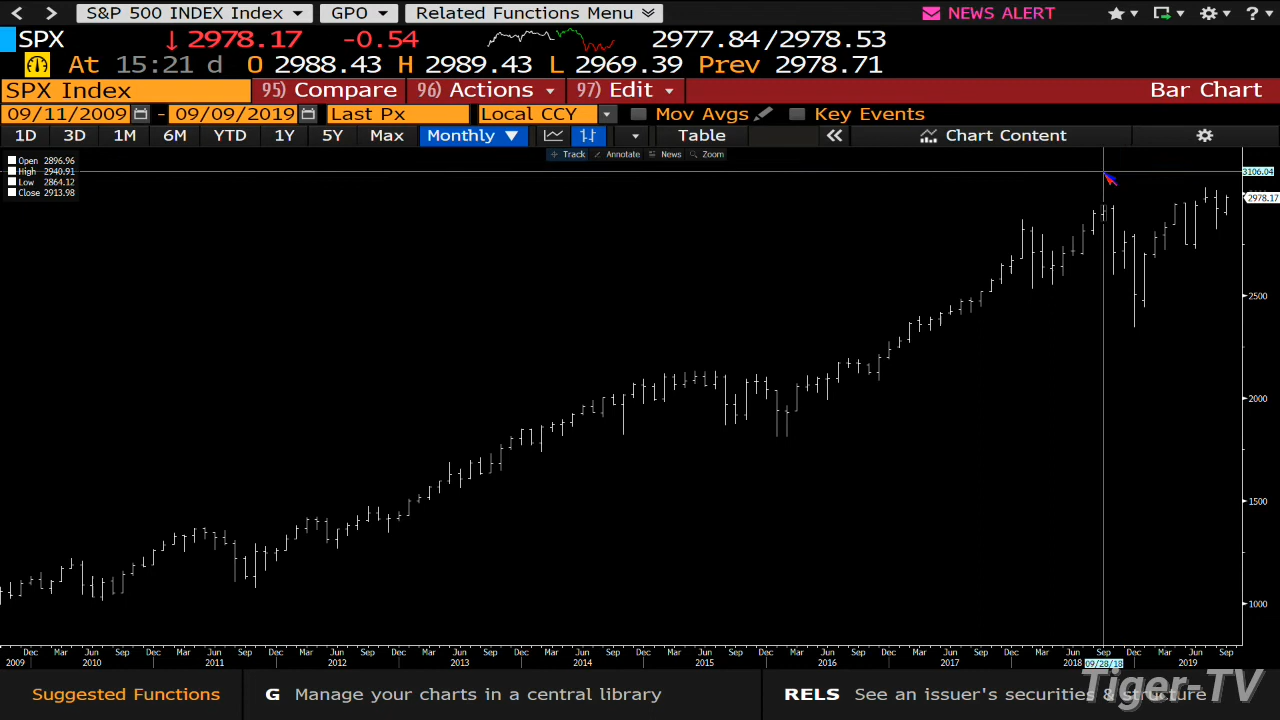 S&P 500 INDEX Index GPO Related Functions Menu NEWS ALERT ?
SPX ↓ 2978.17 -0.54 2977.84/2978.53
At 15:21 d O 2988.43 H 2989.43 L 2969.39 Prev 2978.71
SPX Index 95) Compare 96) Actions 97) Edit Bar Chart
09/11/2009 - 09/09/2019 Last Px Local CCY Mov Avgs Key Events
1D 3D 1M 6M YTD 1Y 5Y Max Monthly ▼ Table « Chart Content
Track Annotate News Zoom
Open 2896.96
High 2940.91
Low 2864.12
Close 2913.98
3106.04
2978.17
2500
2000
1500
1000
Dec Mar Jun Sep Dec Mar Jun Sep Dec Mar Jun Sep Dec Mar Jun Sep Dec Mar Jun Sep Dec Mar Jun Sep Dec Mar Jun Sep Dec Mar Jun Sep Dec Mar Jun Sep Dec Mar Jun Sep
2009 2010 2011 2012 2013 2014 2015 2016 2017 2018 09/28/18 2019
Suggested Functions G Manage your charts in a central library RELS See an issuer's securities & structure
Tiger-TV